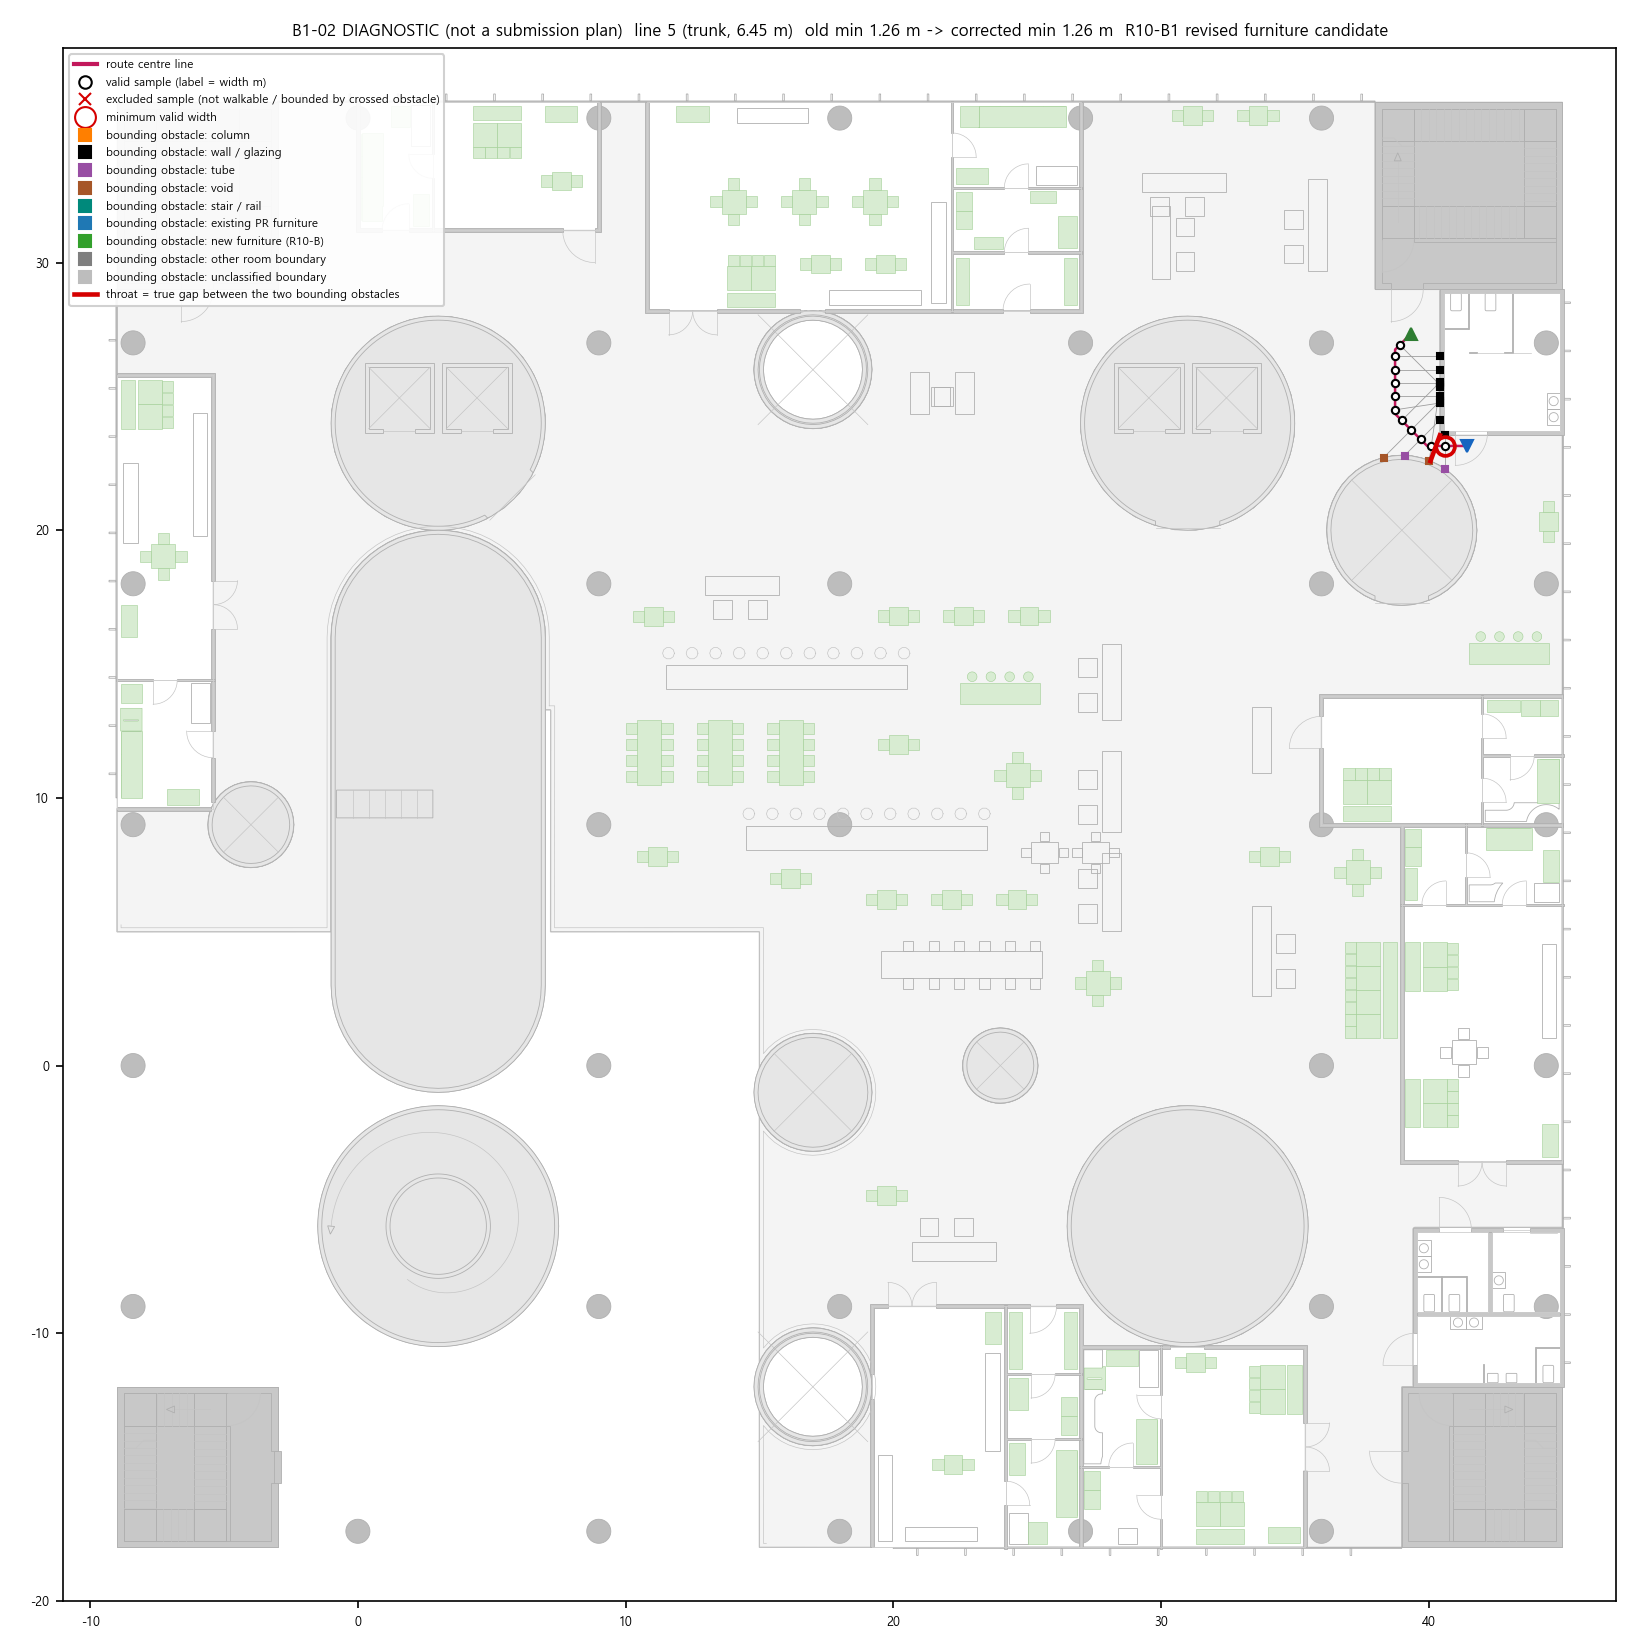 B1-02 DIAGNOSTIC (not a submission plan)  line 5 (trunk, 6.45 m)  old min 1.26 m -> corrected min 1.26 m  R10-B1 revised furniture candidate
route centre line
valid sample (label = width m)
excluded sample (not walkable / bounded by crossed obstacle)
minimum valid width
bounding obstacle: column
bounding obstacle: wall / glazing
bounding obstacle: tube
bounding obstacle: void
bounding obstacle: stair / rail
bounding obstacle: existing PR furniture
bounding obstacle: new furniture (R10-B)
bounding obstacle: other room boundary
bounding obstacle: unclassified boundary
throat = true gap between the two bounding obstacles
30
20
10
0
-10
-20
-10 0 10 20 30 40